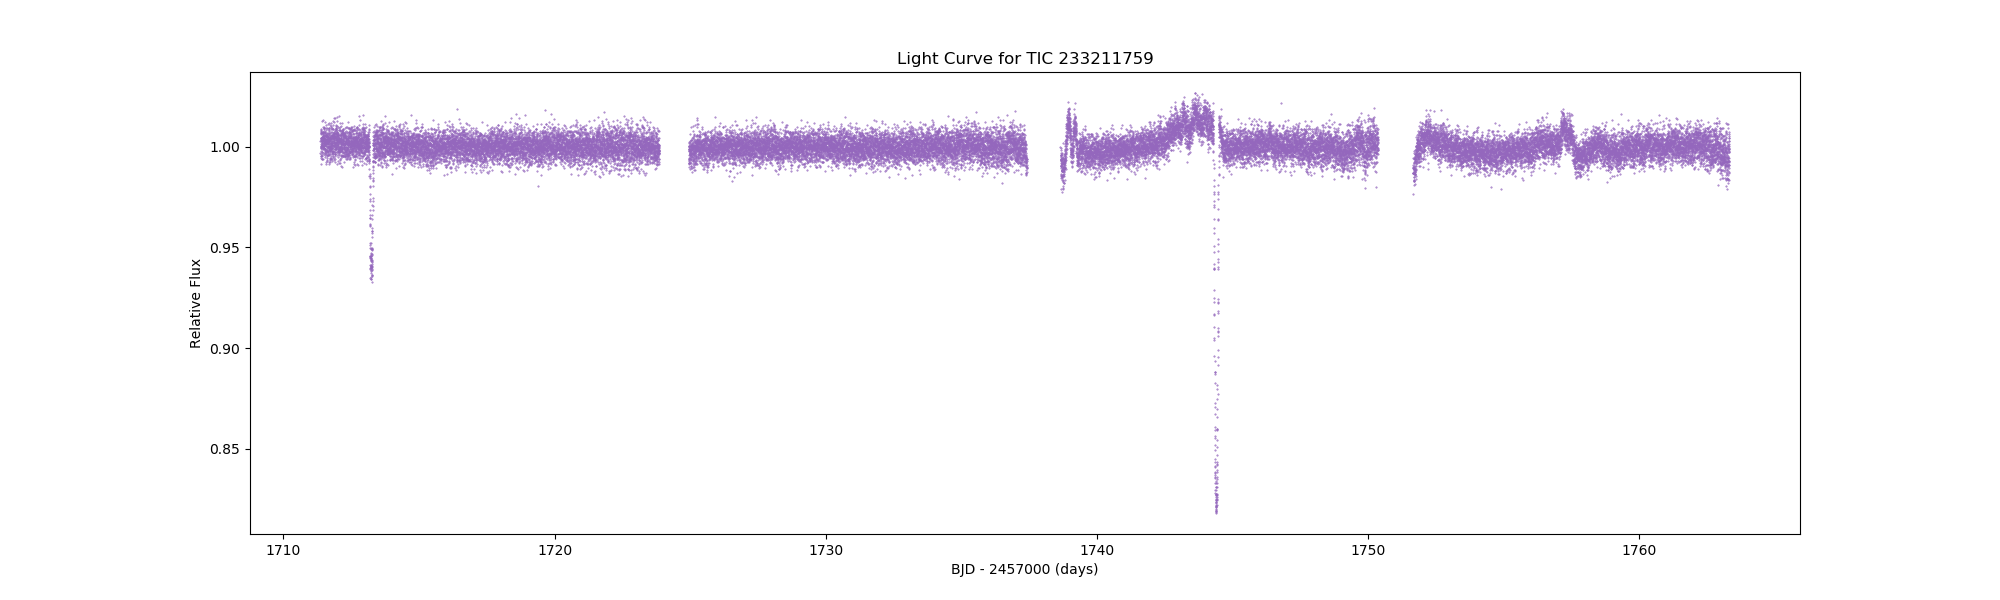 Light Curve for TIC 233211759
Relative Flux
1.00
0.95
0.90
0.85
1710 1720 1730 1740 1750 1760
BJD - 2457000 (days)